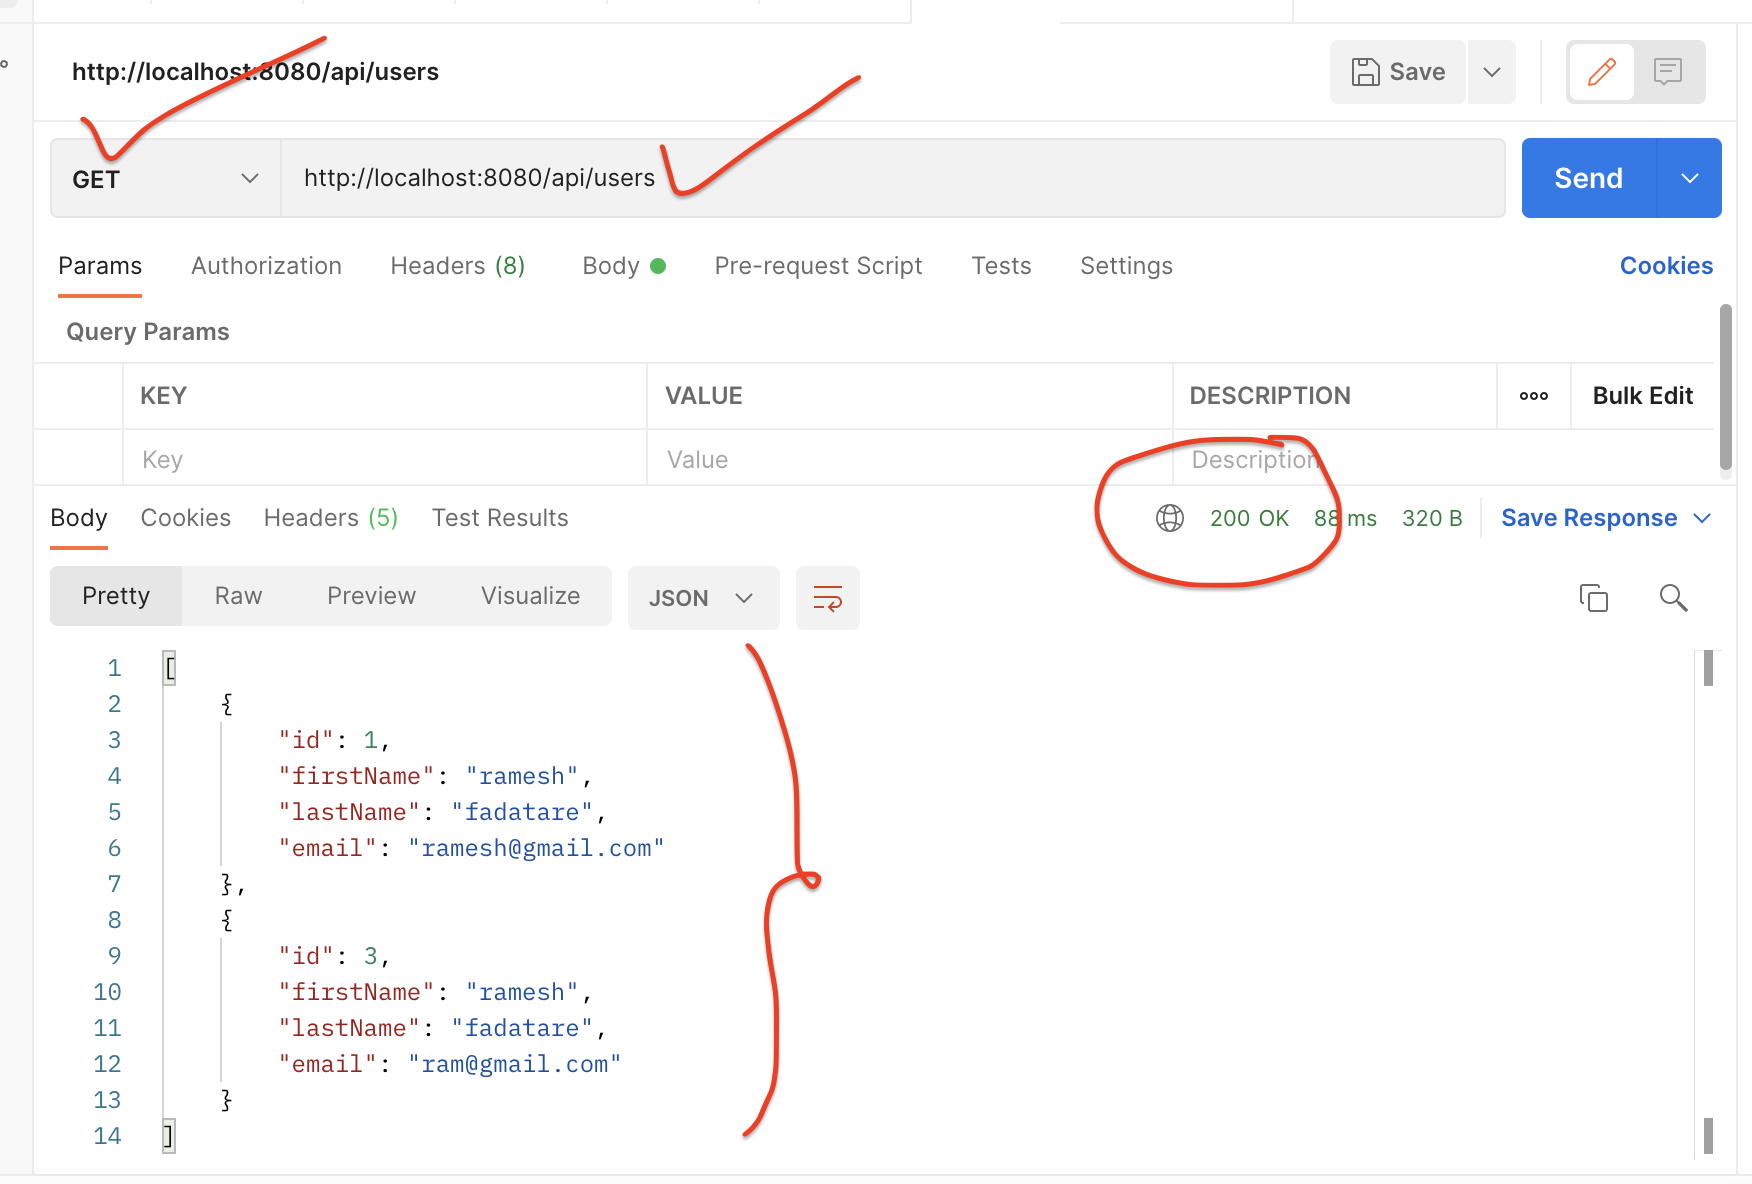 http://localhost:8080/api/users
Save
GET http://localhost:8080/api/users Send
Params Authorization Headers (8) Body Pre-request Script Tests Settings Cookies
Query Params
KEY VALUE DESCRIPTION ooo Bulk Edit
Key Value Description
Body Cookies Headers (5) Test Results 200 OK 88 ms 320 B Save Response
Pretty Raw Preview Visualize JSON
1 [
2 {
3 "id": 1,
4 "firstName": "ramesh",
5 "lastName": "fadatare",
6 "email": "ramesh@gmail.com"
7 },
8 {
9 "id": 3,
10 "firstName": "ramesh",
11 "lastName": "fadatare",
12 "email": "ram@gmail.com"
13 }
14 ]